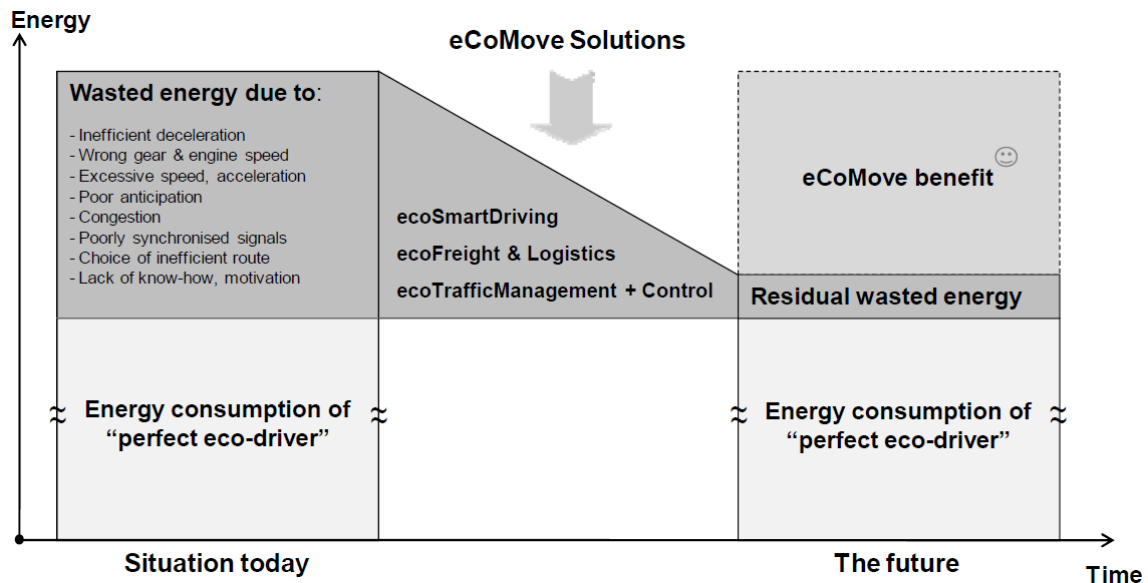 Energy
eCoMove Solutions
Wasted energy due to:
- Inefficient deceleration
- Wrong gear & engine speed
- Excessive speed, acceleration
- Poor anticipation
- Congestion
- Poorly synchronised signals
- Choice of inefficient route
- Lack of know-how, motivation
ecoSmartDriving
ecoFreight & Logistics
ecoTrafficManagement + Control
eCoMove benefit
Residual wasted energy
≈ Energy consumption of ≈
“perfect eco-driver”
≈ Energy consumption of ≈
“perfect eco-driver”
Situation today
The future
Time